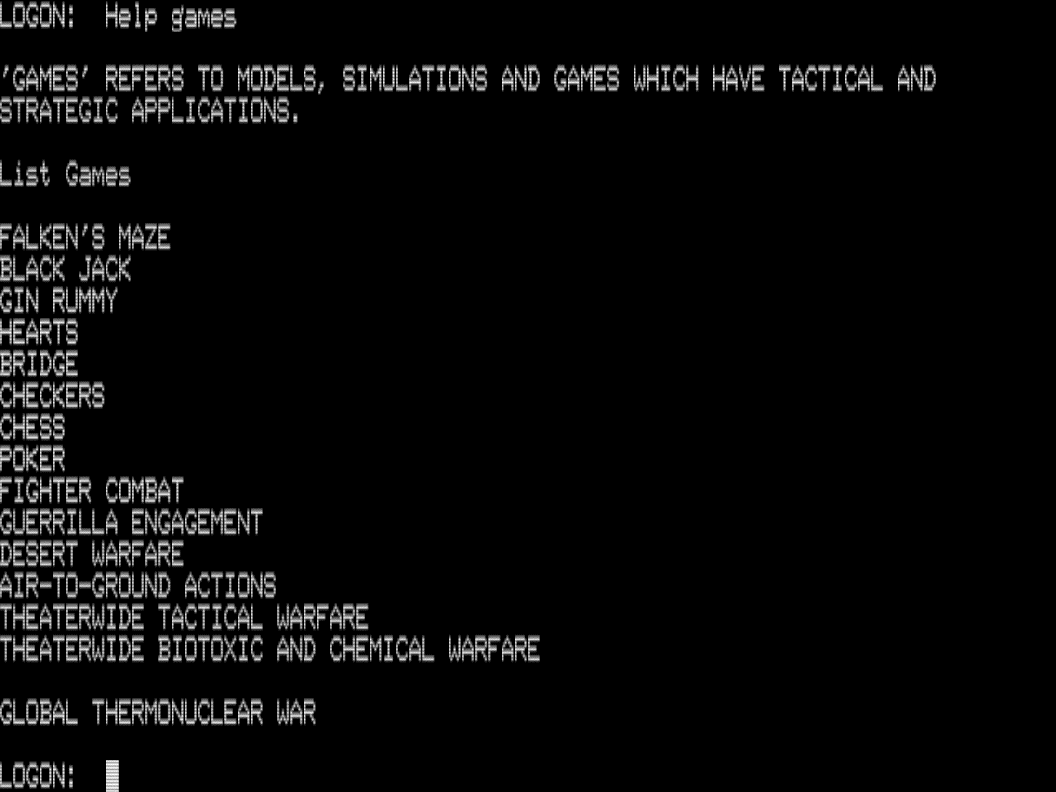 LOGON:  Help games
'GAMES' REFERS TO MODELS, SIMULATIONS AND GAMES WHICH HAVE TACTICAL AND
STRATEGIC APPLICATIONS.
List Games
FALKEN'S MAZE
BLACK JACK
GIN RUMMY
HEARTS
BRIDGE
CHECKERS
CHESS
POKER
FIGHTER COMBAT
GUERRILLA ENGAGEMENT
DESERT WARFARE
AIR-TO-GROUND ACTIONS
THEATERWIDE TACTICAL WARFARE
THEATERWIDE BIOTOXIC AND CHEMICAL WARFARE
GLOBAL THERMONUCLEAR WAR
LOGON: